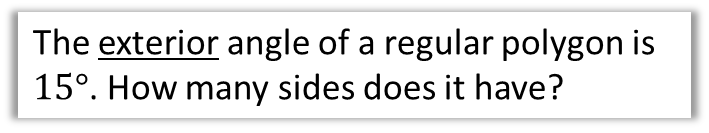 The exterior angle of a regular polygon is
15°. How many sides does it have?